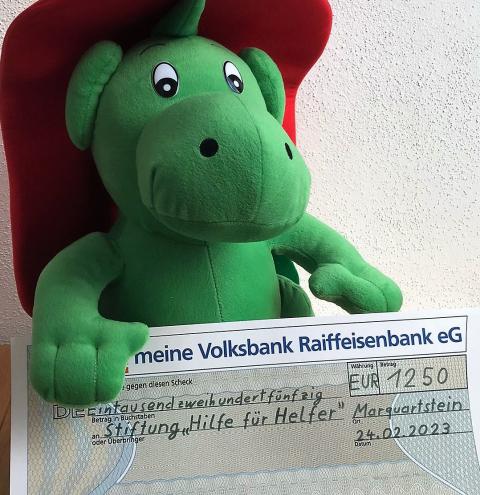 meine Volksbank Raiffeisenbank eG
gegen diesen Scheck
Währung Betrag
EUR 1250
Eintausendzweihundertfünfzig
Betrag in Buchstaben
Stiftung „Hilfe für Helfer" Marquartstein
an
oder Überbringer
Ort
24.02.2023
Datum